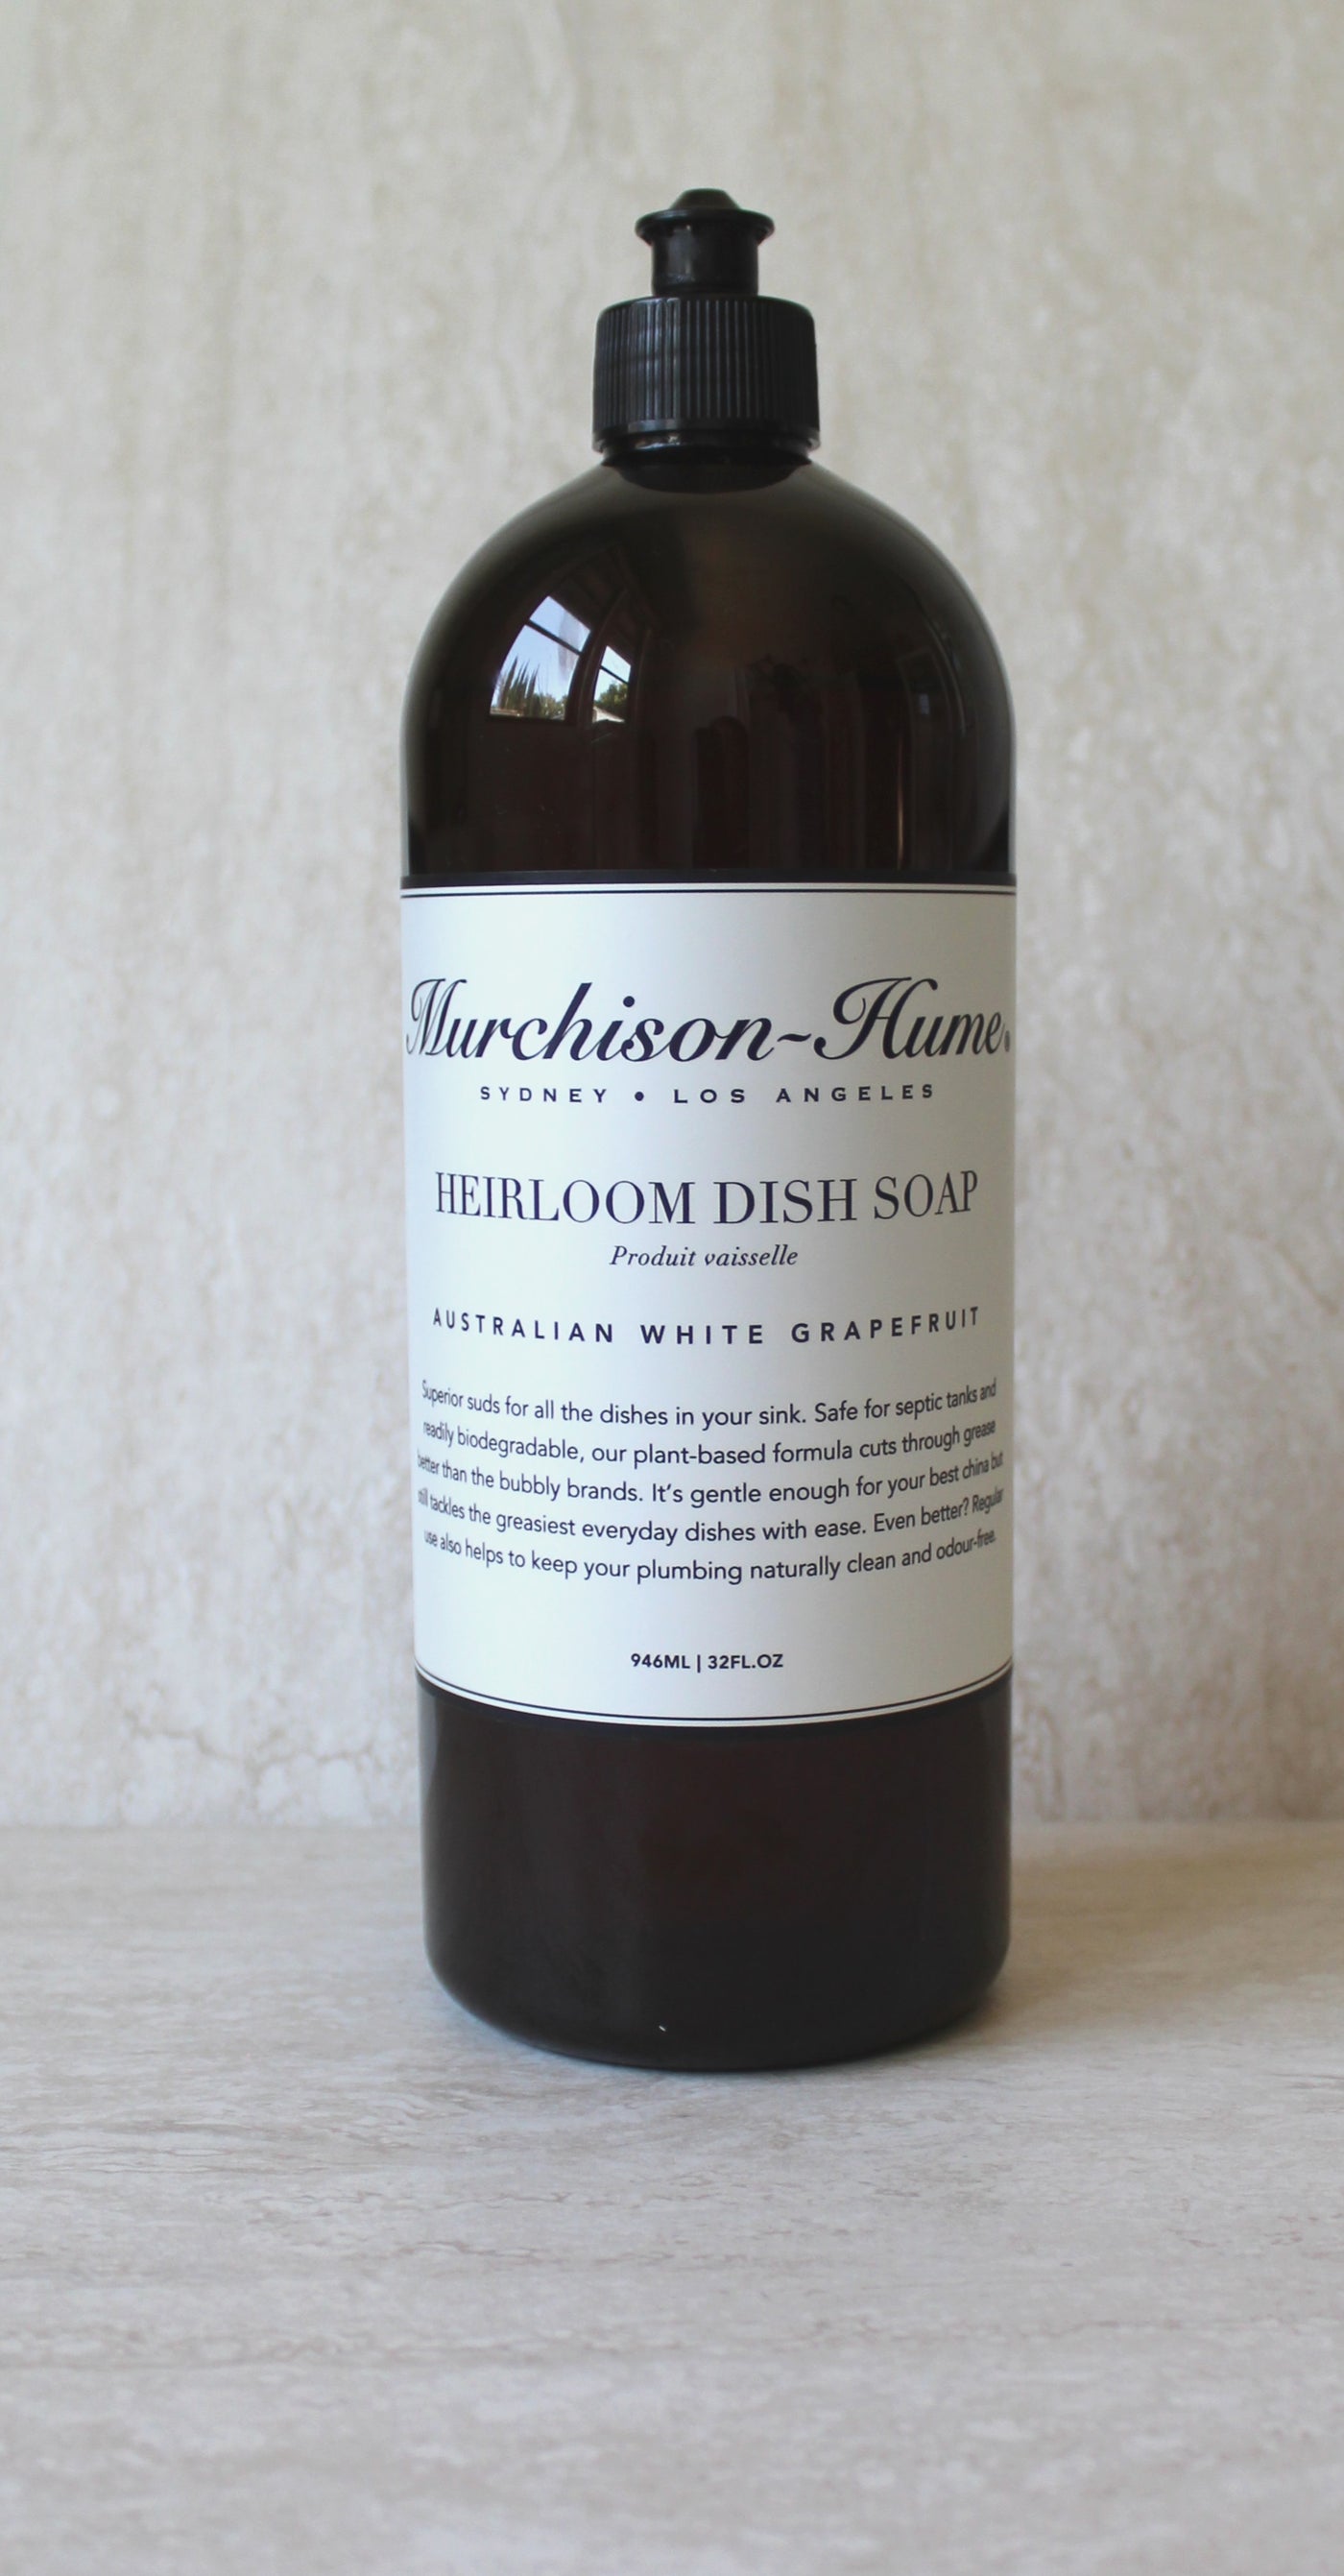 Murchison-Hume
SYDNEY • LOS ANGELES
HEIRLOOM DISH SOAP
Produit vaisselle
AUSTRALIAN WHITE GRAPEFRUIT
Superior suds for all the dishes in your sink. Safe for septic tanks and
readily biodegradable, our plant-based formula cuts through grease
better than the bubbly brands. It's gentle enough for your best china but
still tackles the greasiest everyday dishes with ease. Even better? Regular
use also helps to keep your plumbing naturally clean and odour-free.
946ML | 32FL.OZ